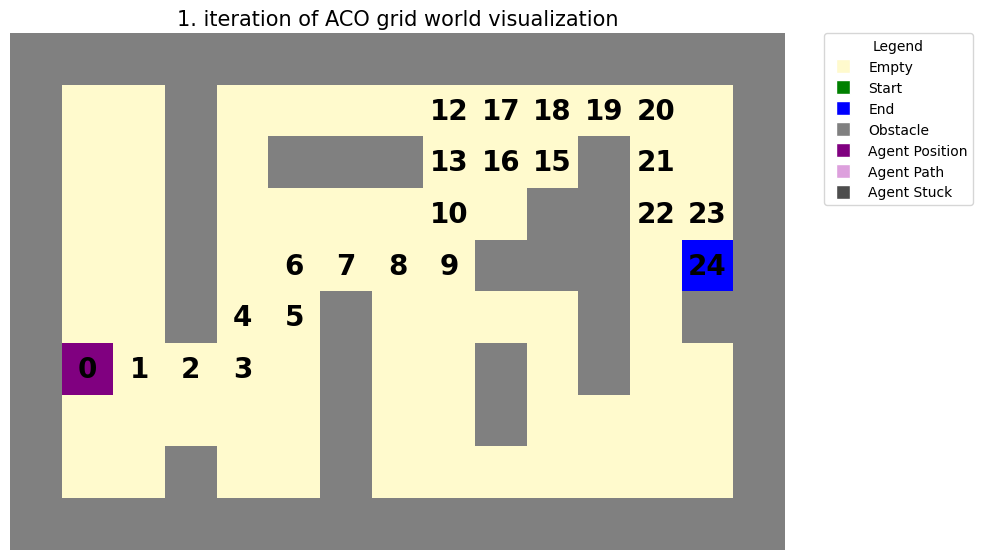 1. iteration of ACO grid world visualization
12 17 18 19 20
13 16 15 21
10 22 23
6 7 8 9 24
4 5
0 1 2 3
Legend
Empty
Start
End
Obstacle
Agent Position
Agent Path
Agent Stuck